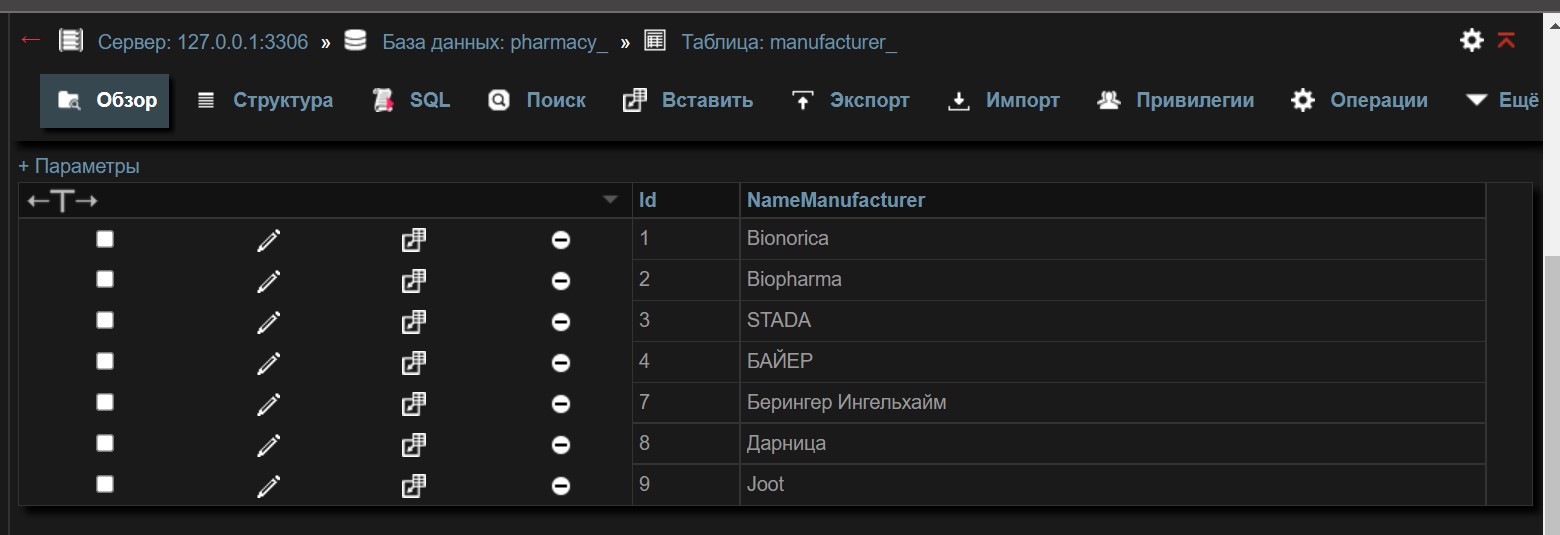 Сервер: 127.0.0.1:3306 » База данных: pharmacy_ » Таблица: manufacturer_
Обзор Структура SQL Поиск Вставить Экспорт Импорт Привилегии Операции Ещё
+ Параметры
←T→ Id NameManufacturer
1 Bionorica
2 Biopharma
3 STADA
4 БАЙЕР
7 Берингер Ингельхайм
8 Дарница
9 Joot